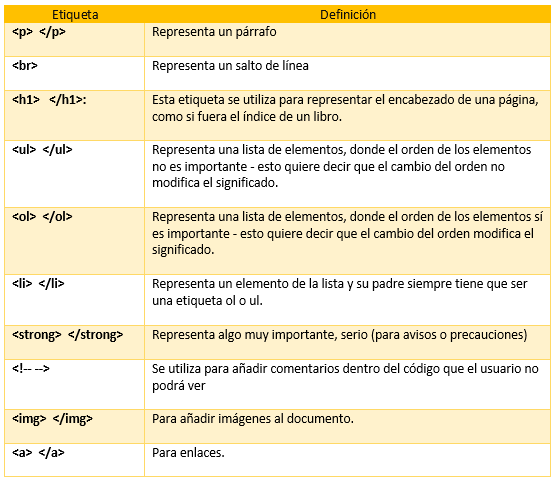 Etiqueta Definición
<p> </p> Representa un párrafo
<br> Representa un salto de línea
<h1> </h1>: Esta etiqueta se utiliza para representar el encabezado de una página,
como si fuera el índice de un libro.
<ul> </ul> Representa una lista de elementos, donde el orden de los elementos
no es importante - esto quiere decir que el cambio del orden no
modifica el significado.
<ol> </ol> Representa una lista de elementos, donde el orden de los elementos sí
es importante - esto quiere decir que el cambio del orden modifica el
significado.
<li> </li> Representa un elemento de la lista y su padre siempre tiene que ser
una etiqueta ol o ul.
<strong> </strong> Representa algo muy importante, serio (para avisos o precauciones)
<!-- --> Se utiliza para añadir comentarios dentro del código que el usuario no
podrá ver
<img> </img> Para añadir imágenes al documento.
<a> </a> Para enlaces.